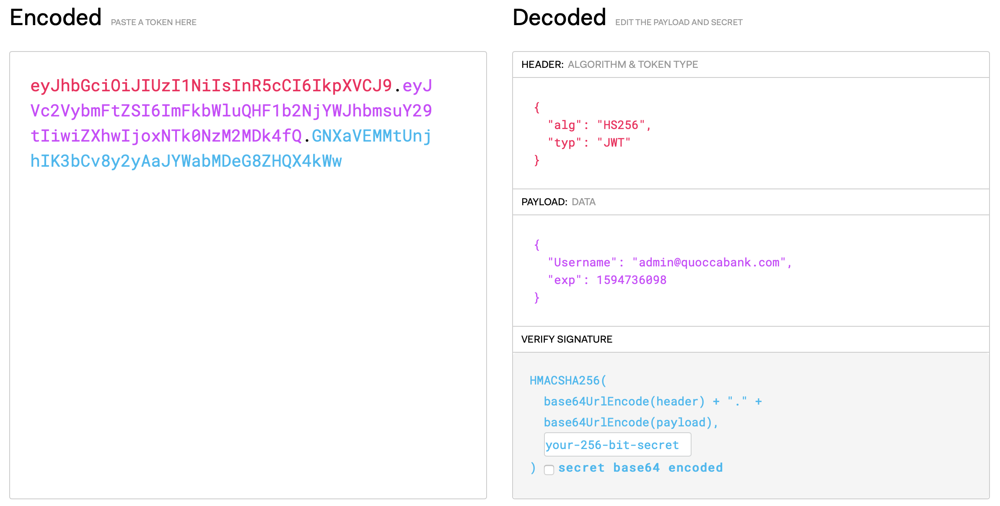 Encoded PASTE A TOKEN HERE
eyJhbGciOiJIUzI1NiIsInR5cCI6IkpXVCJ9.eyJ
Vc2VybmFtZSI6ImFkbWluQHF1b2NjYWJhbmsuY29
tIiwiZXhwIjoxNTk0NzM2MDk4fQ.GNXaVEMMtUnj
hIK3bCv8y2yAaJYWabMDeG8ZHQX4kWw
Decoded EDIT THE PAYLOAD AND SECRET
HEADER: ALGORITHM & TOKEN TYPE
{
"alg": "HS256",
"typ": "JWT"
}
PAYLOAD: DATA
{
"Username": "admin@quoccabank.com",
"exp": 1594736098
}
VERIFY SIGNATURE
HMACSHA256(
base64UrlEncode(header) + "." +
base64UrlEncode(payload),
your-256-bit-secret
) secret base64 encoded